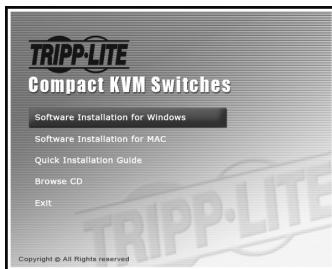 TRIPP·LITE
Compact KVM Switches
Software Installation for Windows
Software Installation for MAC
Quick Installation Guide
Browse CD
Exit
TRIPP·LITE
Copyright @ All Rights reserved